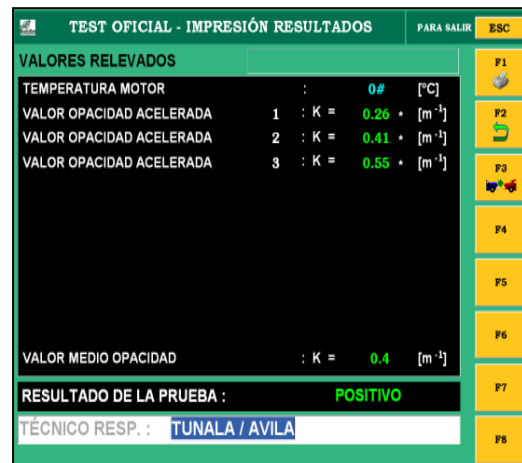 TEST OFICIAL - IMPRESIÓN RESULTADOS PARA SALIR ESC
VALORES RELEVADOS F1
TEMPERATURA MOTOR : 0# [°C]
VALOR OPACIDAD ACELERADA 1 : K = 0.26 * [m⁻¹] F2
VALOR OPACIDAD ACELERADA 2 : K = 0.41 * [m⁻¹]
VALOR OPACIDAD ACELERADA 3 : K = 0.55 * [m⁻¹] F3
F4
F5
F6
VALOR MEDIO OPACIDAD : K = 0.4 [m⁻¹]
RESULTADO DE LA PRUEBA : POSITIVO F7
TÉCNICO RESP. : TUNALA / AVILA F8